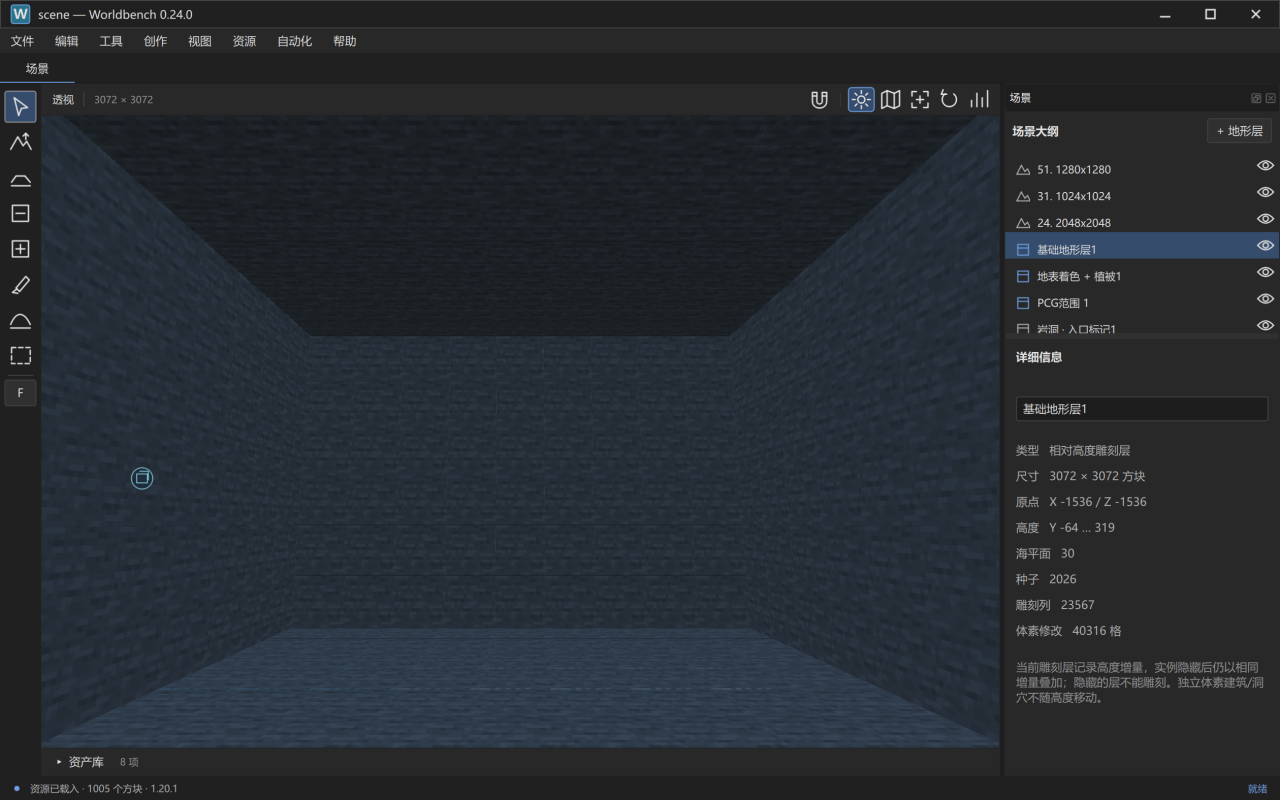 W scene — Worldbench 0.24.0
文件 编辑 工具 创作 视图 资源 自动化 帮助
场景
透视 3072 × 3072
场景
场景大纲 + 地形层
51. 1280x1280
31. 1024x1024
24. 2048x2048
基础地形层1
地表着色 + 植被1
PCG范围 1
岩洞 · 入口标记1
F
详细信息
基础地形层1
类型 相对高度雕刻层
尺寸 3072 × 3072 方块
原点 X -1536 / Z -1536
高度 Y -64 ... 319
海平面 30
种子 2026
雕刻列 23567
体素修改 40316 格
当前雕刻层记录高度增量，实例隐藏后仍以相同
增量叠加；隐藏的层不能雕刻。独立体素建筑/洞
穴不随高度移动。
资产库 8 项
资源已载入 · 1005 个方块 · 1.20.1
就绪